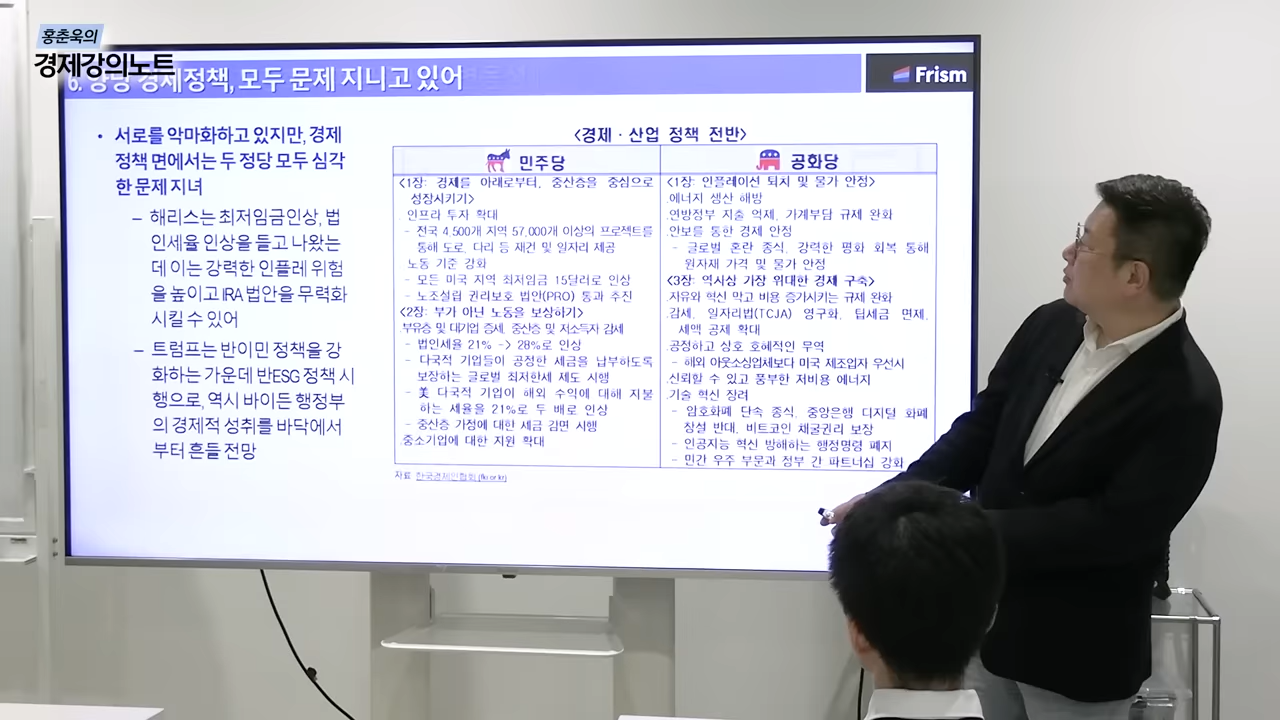 홍춘욱의
경제강의노트
6. 양당 경제정책, 모두 문제 지니고 있어
Frism
• 서로를 악마화하고 있지만, 경제
정책 면에서는 두 정당 모두 심각
한 문제 지녀
– 해리스는 최저임금인상, 법
인세율 인상을 들고 나왔는
데 이는 강력한 인플레 위험
을 높이고 IRA 법안을 무력화
시킬 수 있어
– 트럼프는 반이민 정책을 강
화하는 가운데 반ESG 정책 시
행으로, 역시 바이든 행정부
의 경제적 성취를 바닥에서
부터 흔들 전망
<경제 · 산업 정책 전반>
민주당
<1장: 경제를 아래로부터, 중산층을 중심으로
성장시키기>
. 인프라 투자 확대
- 전국 4,500개 지역 57,000개 이상의 프로젝트를
통해 도로, 다리 등 재건 및 일자리 제공
노동 기준 강화
- 모든 미국 지역 최저임금 15달러로 인상
- 노조설립 권리보호 법안(PRO) 통과 추진
<2장: 부가 아닌 노동을 보상하기>
부유층 및 대기업 증세, 중산층 및 저소득자 감세
- 법인세율 21% -> 28%로 인상
- 다국적 기업들이 공정한 세금을 납부하도록
보장하는 글로벌 최저한세 제도 시행
- 美 다국적 기업이 해외 수익에 대해 지불
하는 세율을 21%로 두 배로 인상
- 중산층 가정에 대한 세금 감면 시행
.중소기업에 대한 지원 확대
공화당
<1장: 인플레이션 퇴치 및 물가 안정>
.에너지 생산 해방
연방정부 지출 억제, 가계부담 규제 완화
안보를 통한 경제 안정
- 글로벌 혼란 종식, 강력한 평화 회복 통해
원자재 가격 및 물가 안정
<3장: 역사상 가장 위대한 경제 구축>
자유와 혁신 막고 비용 증가시키는 규제 완화
감세, 일자리법(TCJA) 영구화, 팁세금 면제,
세액 공제 확대
.공정하고 상호 호혜적인 무역
- 해외 아웃소싱업체보다 미국 제조업자 우선시
.신뢰할 수 있고 풍부한 저비용 에너지
.기술 혁신 장려
- 암호화폐 단속 종식, 중앙은행 디지털 화폐
창설 반대, 비트코인 채굴권리 보장
- 인공지능 혁신 방해하는 행정명령 폐지
- 민간 우주 부문과 정부 간 파트너십 강화
자료: 한국경제인협회 (fki.or.kr)